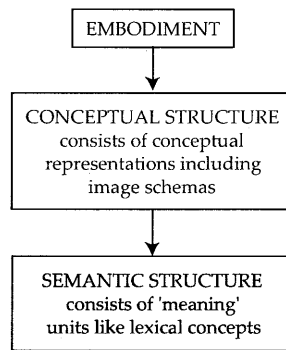 EMBODIMENT
CONCEPTUAL STRUCTURE
consists of conceptual
representations including
image schemas
SEMANTIC STRUCTURE
consists of 'meaning'
units like lexical concepts